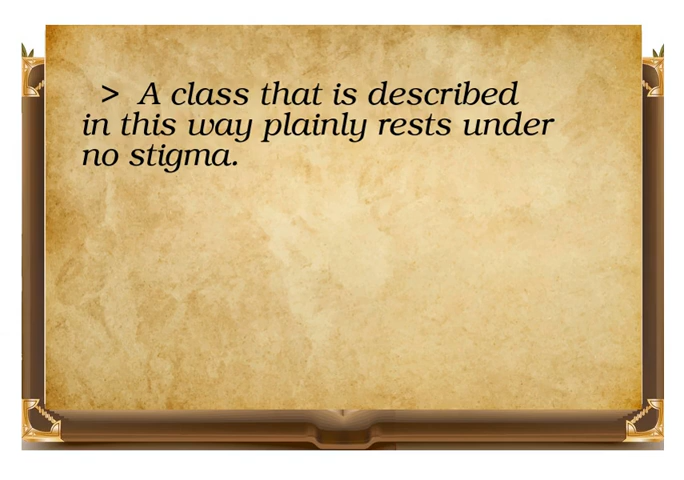 > A class that is described
in this way plainly rests under
no stigma.